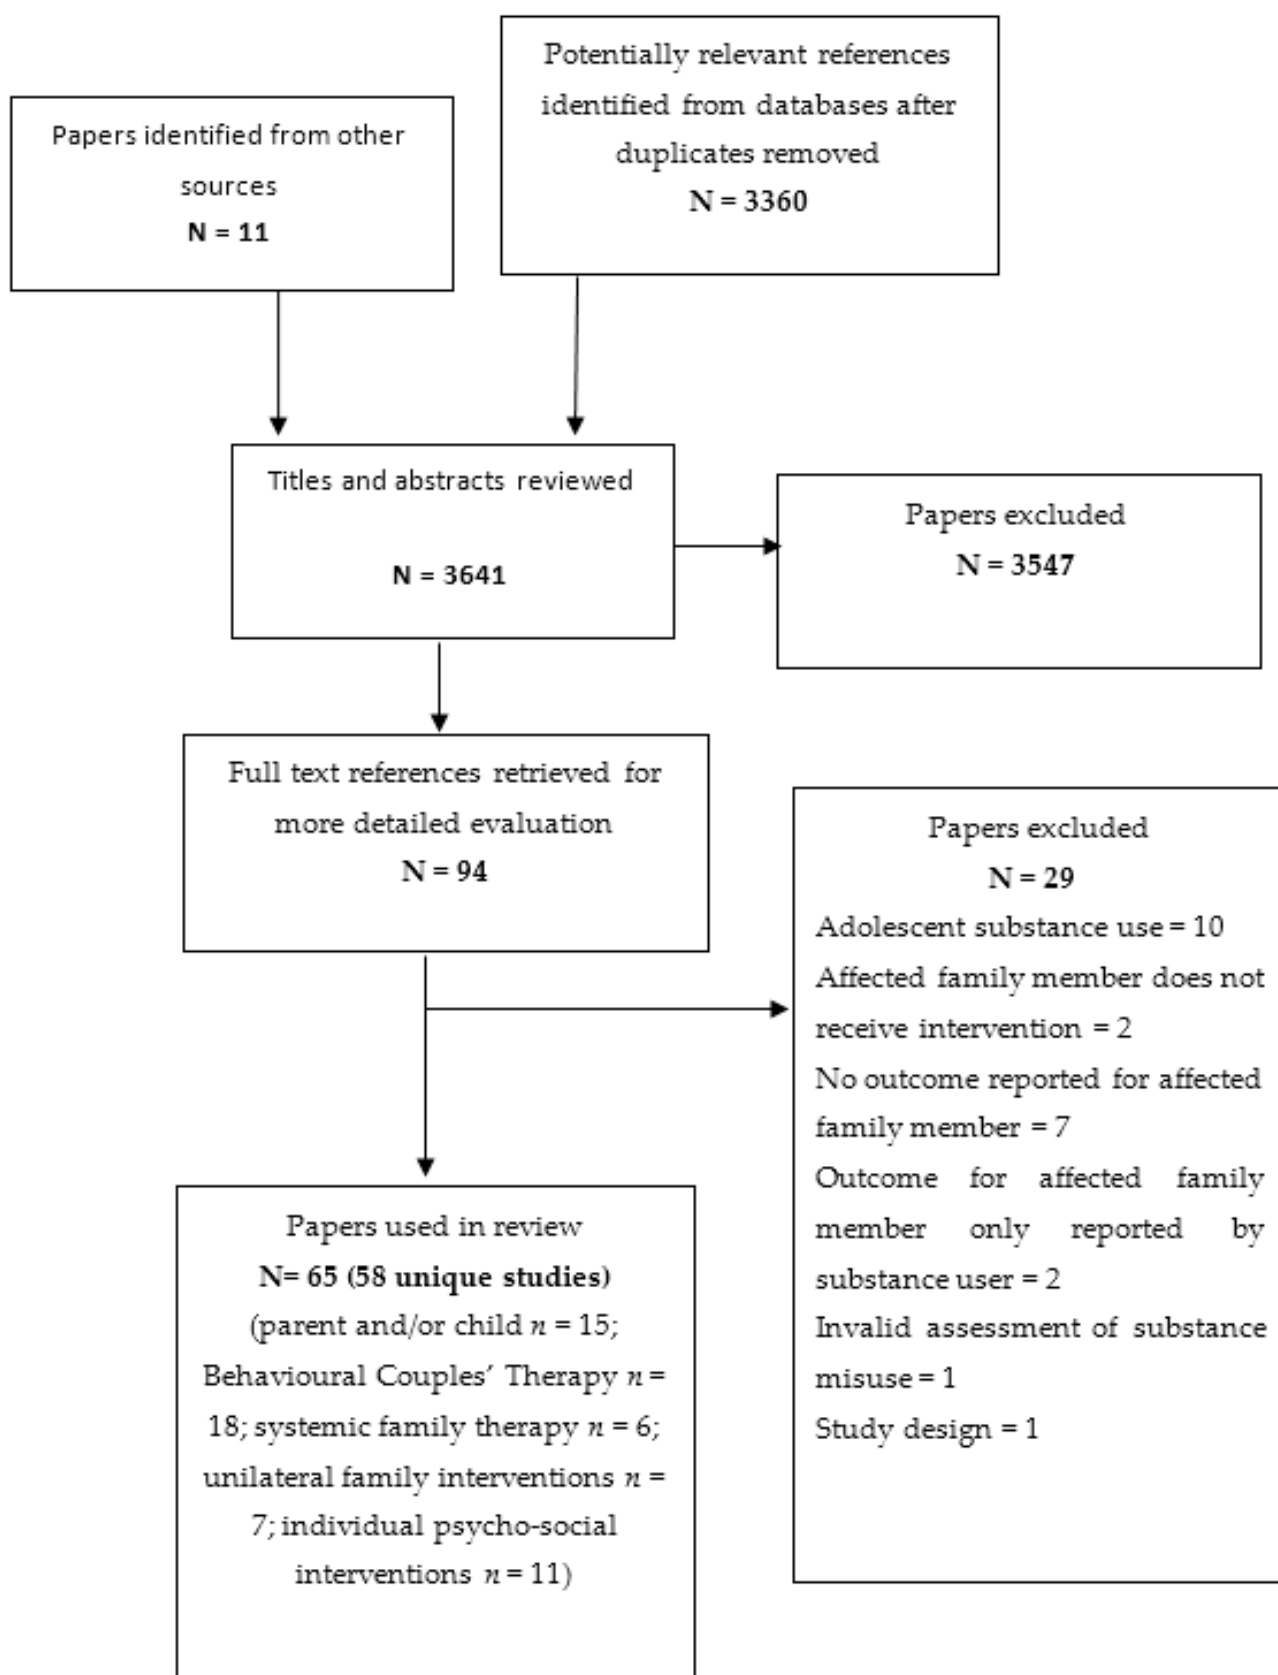 Papers identified from other
sources
N = 11
Potentially relevant references
identified from databases after
duplicates removed
N = 3360
Titles and abstracts reviewed
N = 3641
Papers excluded
N = 3547
Full text references retrieved for
more detailed evaluation
N = 94
Papers excluded
N = 29
Adolescent substance use = 10
Affected family member does not
receive intervention = 2
No outcome reported for affected
family member = 7
Outcome for affected family
member only reported by
substance user = 2
Invalid assessment of substance
misuse = 1
Study design = 1
Papers used in review
N= 65 (58 unique studies)
(parent and/or child n = 15;
Behavioural Couples’ Therapy n =
18; systemic family therapy n = 6;
unilateral family interventions n =
7; individual psycho-social
interventions n = 11)